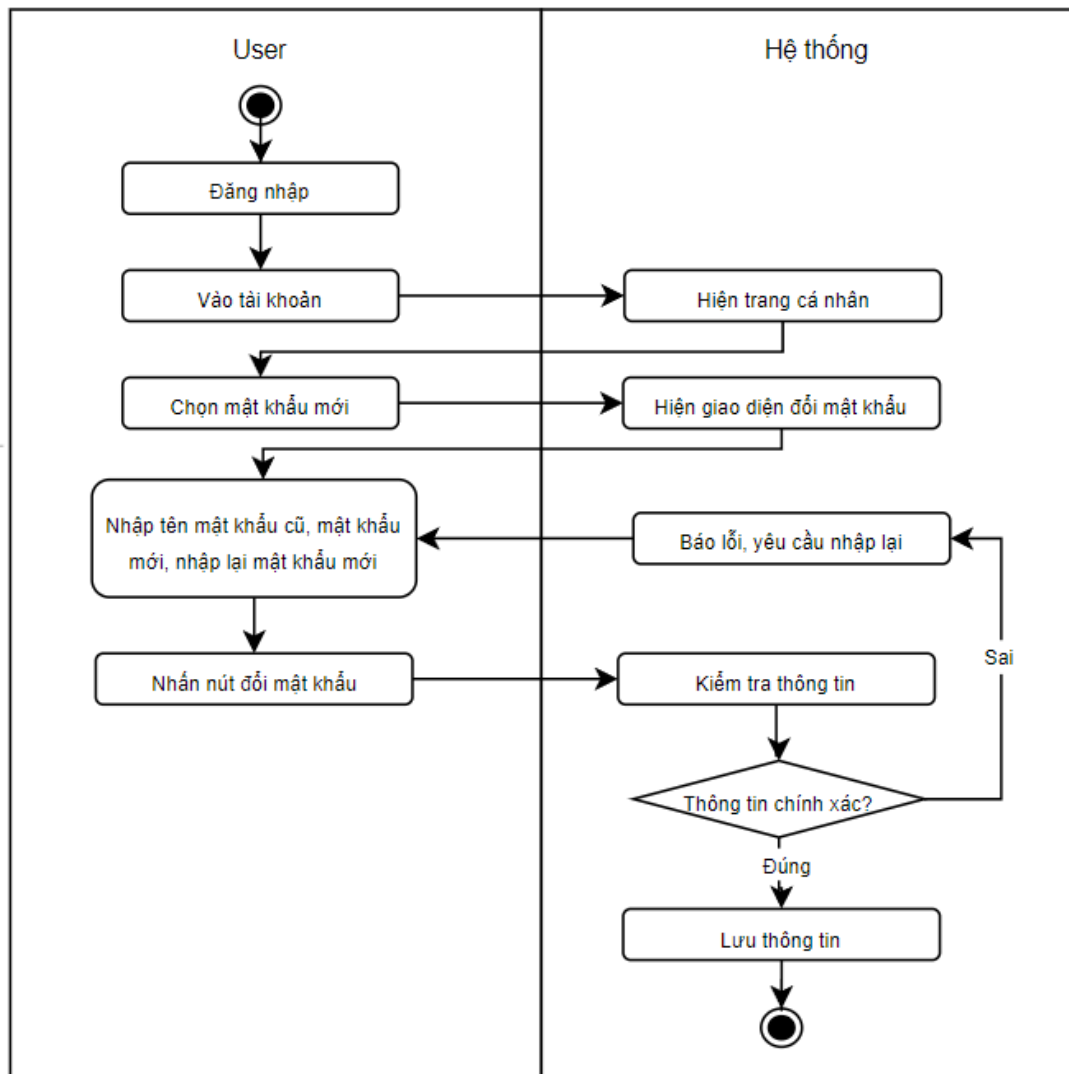 User
Hệ thống
Đăng nhập
Vào tài khoản
Hiện trang cá nhân
Chọn mật khẩu mới
Hiện giao diện đổi mật khẩu
Nhập tên mật khẩu cũ, mật khẩu
mới, nhập lại mật khẩu mới
Báo lỗi, yêu cầu nhập lại
Sai
Nhấn nút đổi mật khẩu
Kiểm tra thông tin
Thông tin chính xác?
Đúng
Lưu thông tin